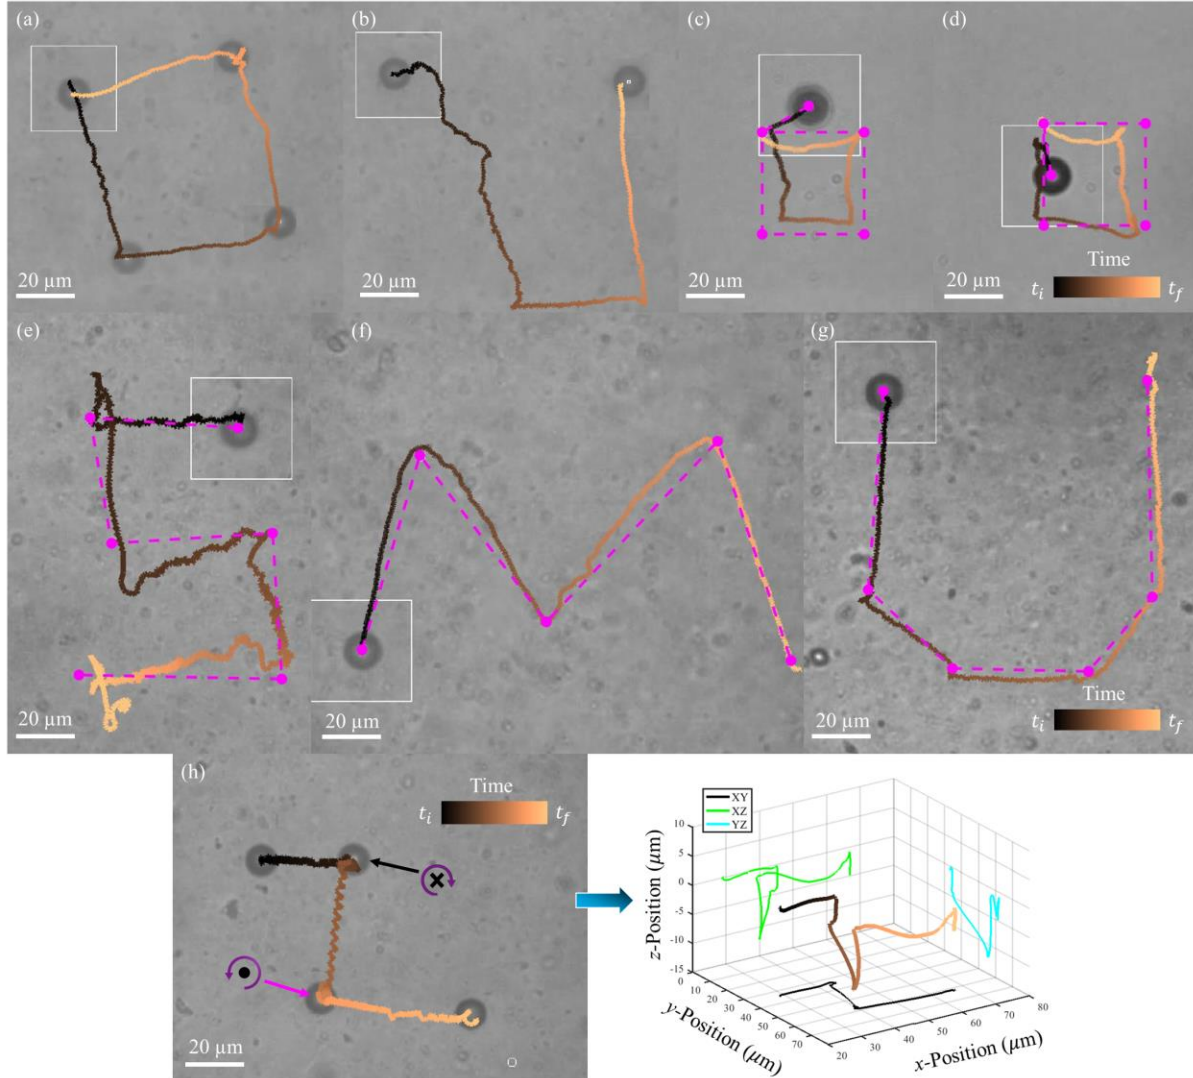 (a)
(b)
(c)
(d)
20 µm
20 µm
20 µm
20 µm
Time
t_i
t_f
(e)
(f)
(g)
20 µm
20 µm
20 µm
Time
t_i
t_f
(h)
Time
t_i
t_f
20 µm
XY
XZ
YZ
z-Position (µm)
10
5
0
-5
-10
-15
y-Position (µm)
0
10
20
30
40
50
60
70
x-Position (µm)
20
30
40
50
60
70
80